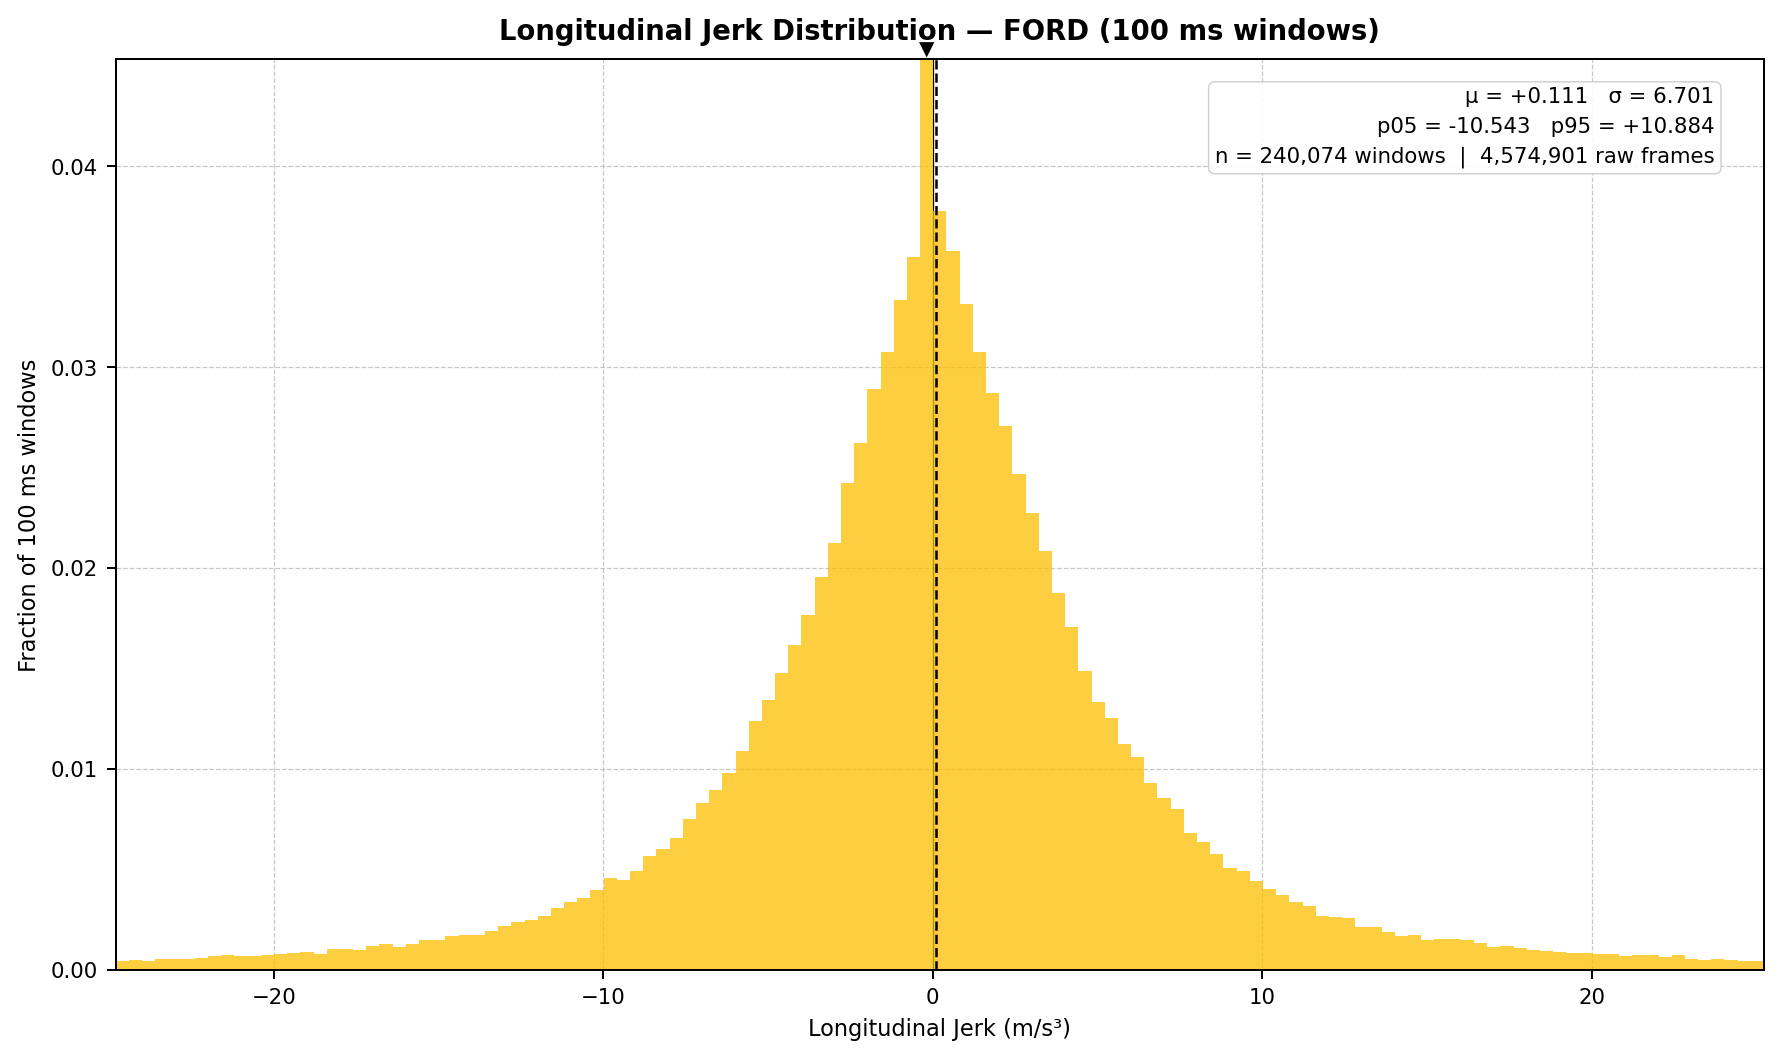 Longitudinal Jerk Distribution — FORD (100 ms windows)
μ = +0.111   σ = 6.701
p05 = -10.543   p95 = +10.884
n = 240,074 windows  |  4,574,901 raw frames
Fraction of 100 ms windows
0.04
0.03
0.02
0.01
0.00
−20
−10
0
10
20
Longitudinal Jerk (m/s³)